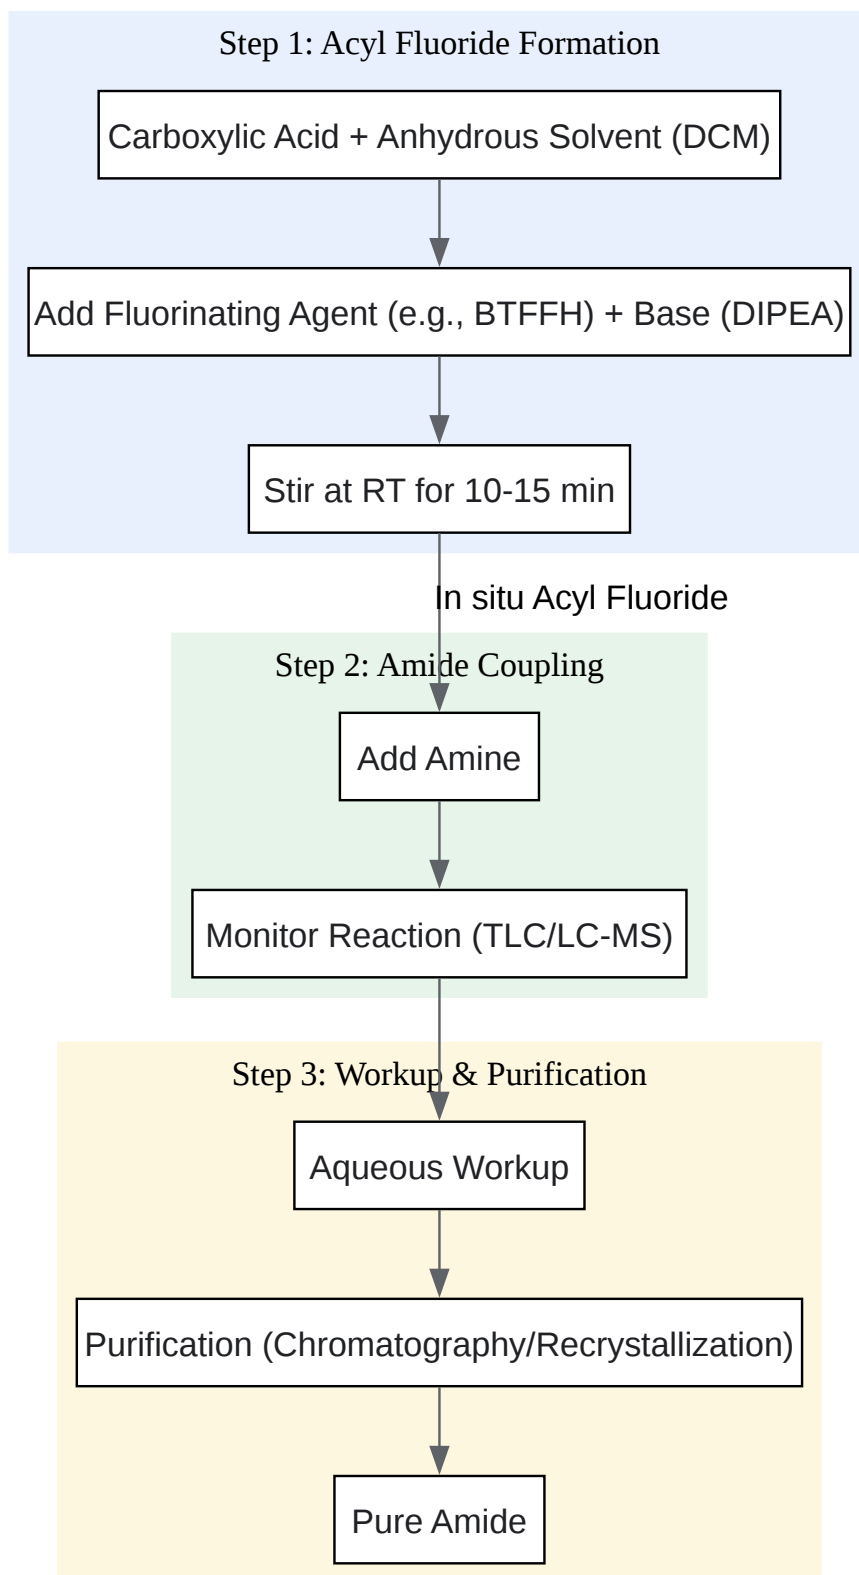 Step 1: Acyl Fluoride Formation
Carboxylic Acid + Anhydrous Solvent (DCM)
Add Fluorinating Agent (e.g., BTFFH) + Base (DIPEA)
Stir at RT for 10-15 min
In situ Acyl Fluoride
Step 2: Amide Coupling
Add Amine
Monitor Reaction (TLC/LC-MS)
Step 3: Workup & Purification
Aqueous Workup
Purification (Chromatography/Recrystallization)
Pure Amide